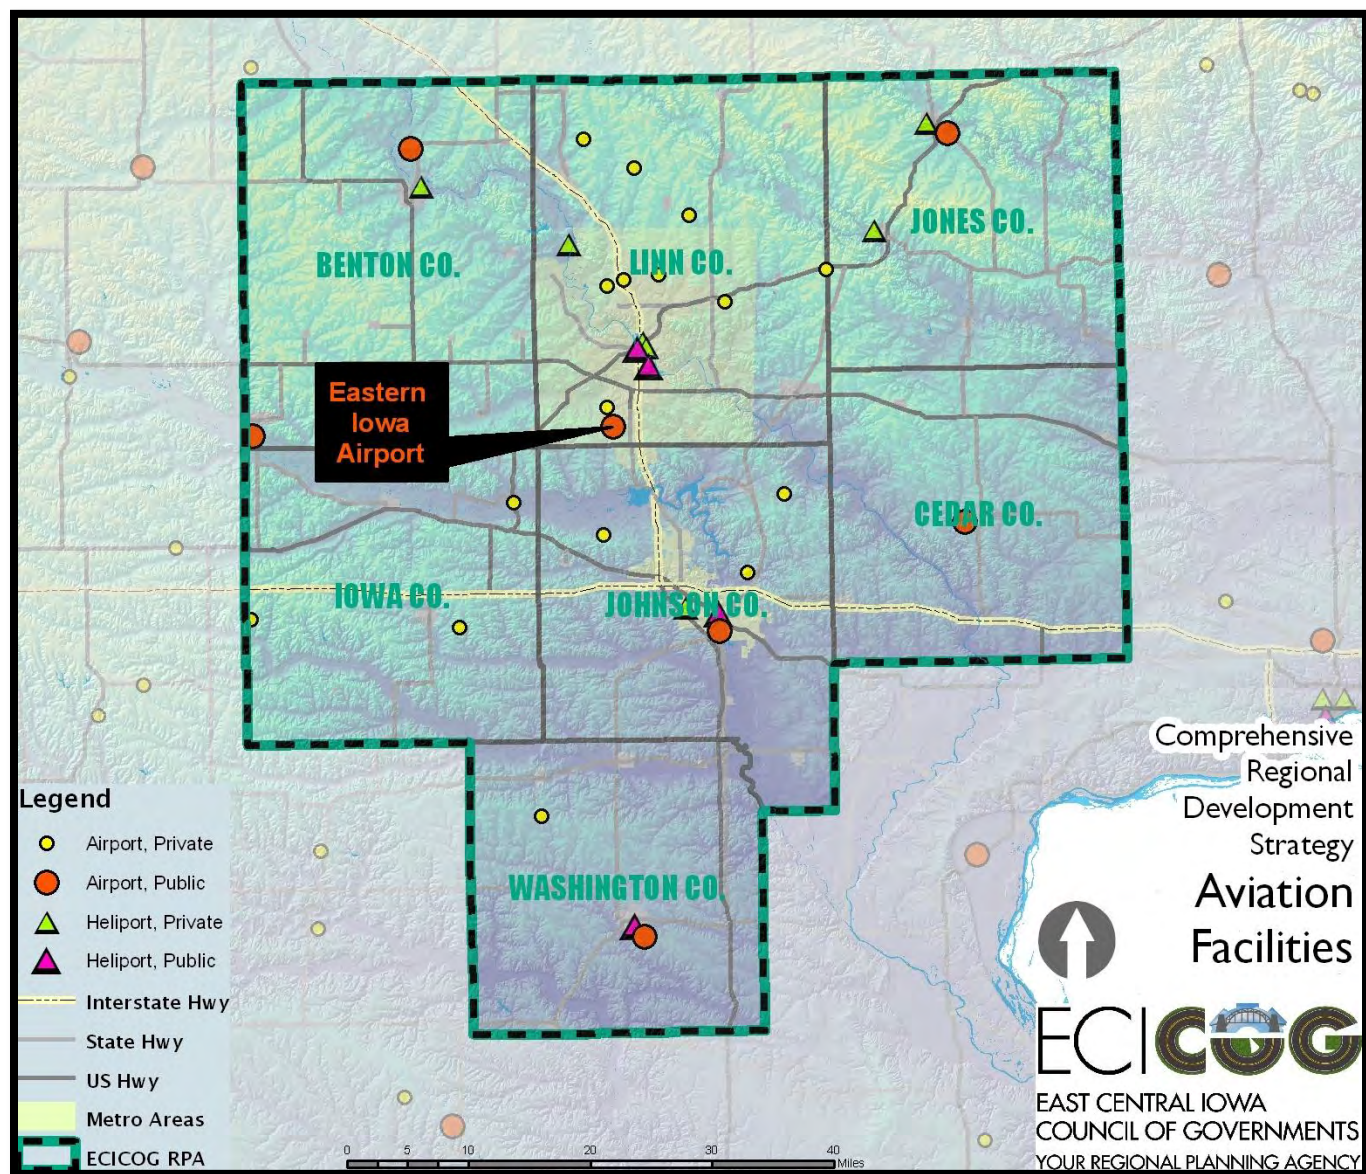 BENTON CO.
LINN CO.
JONES CO.
Eastern
Iowa
Airport
CEDAR CO.
IOWA CO.
JOHNSON CO.
WASHINGTON CO.
Legend
Airport, Private
Airport, Public
Heliport, Private
Heliport, Public
Interstate Hwy
State Hwy
US Hwy
Metro Areas
ECICOG RPA
0 5 10 20 30 40
Miles
Comprehensive
Regional
Development
Strategy
Aviation
Facilities
ECICOG
EAST CENTRAL IOWA
COUNCIL OF GOVERNMENTS
YOUR REGIONAL PLANNING AGENCY